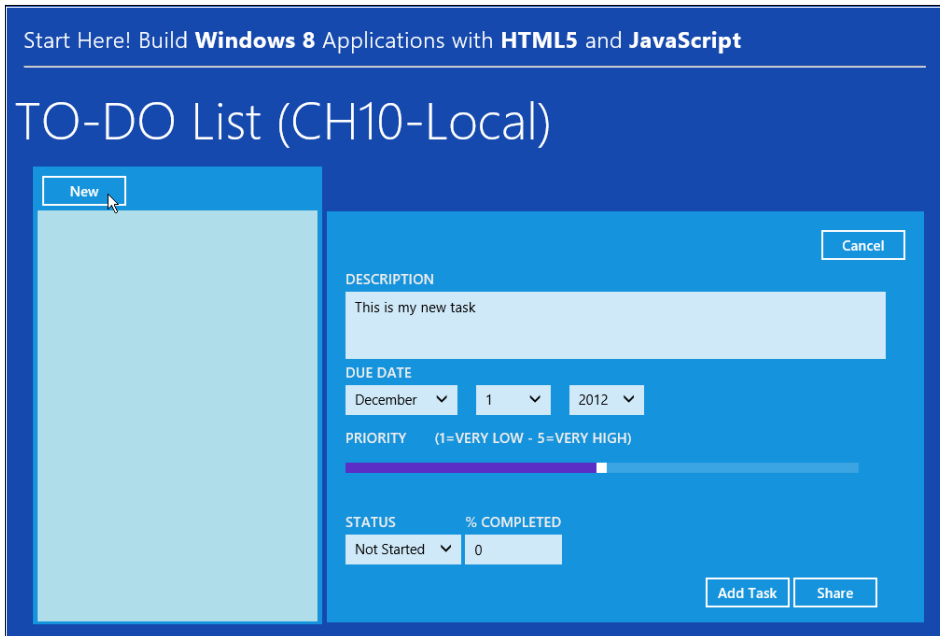 Start Here! Build Windows 8 Applications with HTML5 and JavaScript
TO-DO List (CH10-Local)
New
Cancel
DESCRIPTION
This is my new task
DUE DATE
December 1 2012
PRIORITY (1=VERY LOW - 5=VERY HIGH)
STATUS % COMPLETED
Not Started 0
Add Task Share